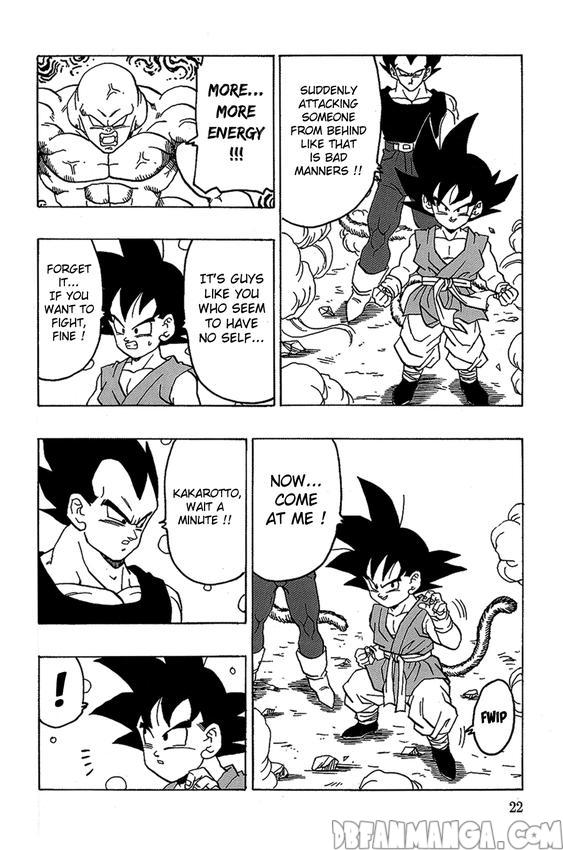 SUDDENLY
ATTACKING
SOMEONE
FROM BEHIND
LIKE THAT
IS BAD
MANNERS !!
MORE...
MORE
ENERGY
!!!
IT'S GUYS
LIKE YOU
WHO SEEM
TO HAVE
NO SELF...
FORGET
IT...
IF YOU
WANT TO
FIGHT,
FINE !
NOW...
COME
AT ME !
FWIP
KAKAROTTO,
WAIT A
MINUTE !!
!
22
DBFANMANGA.COM